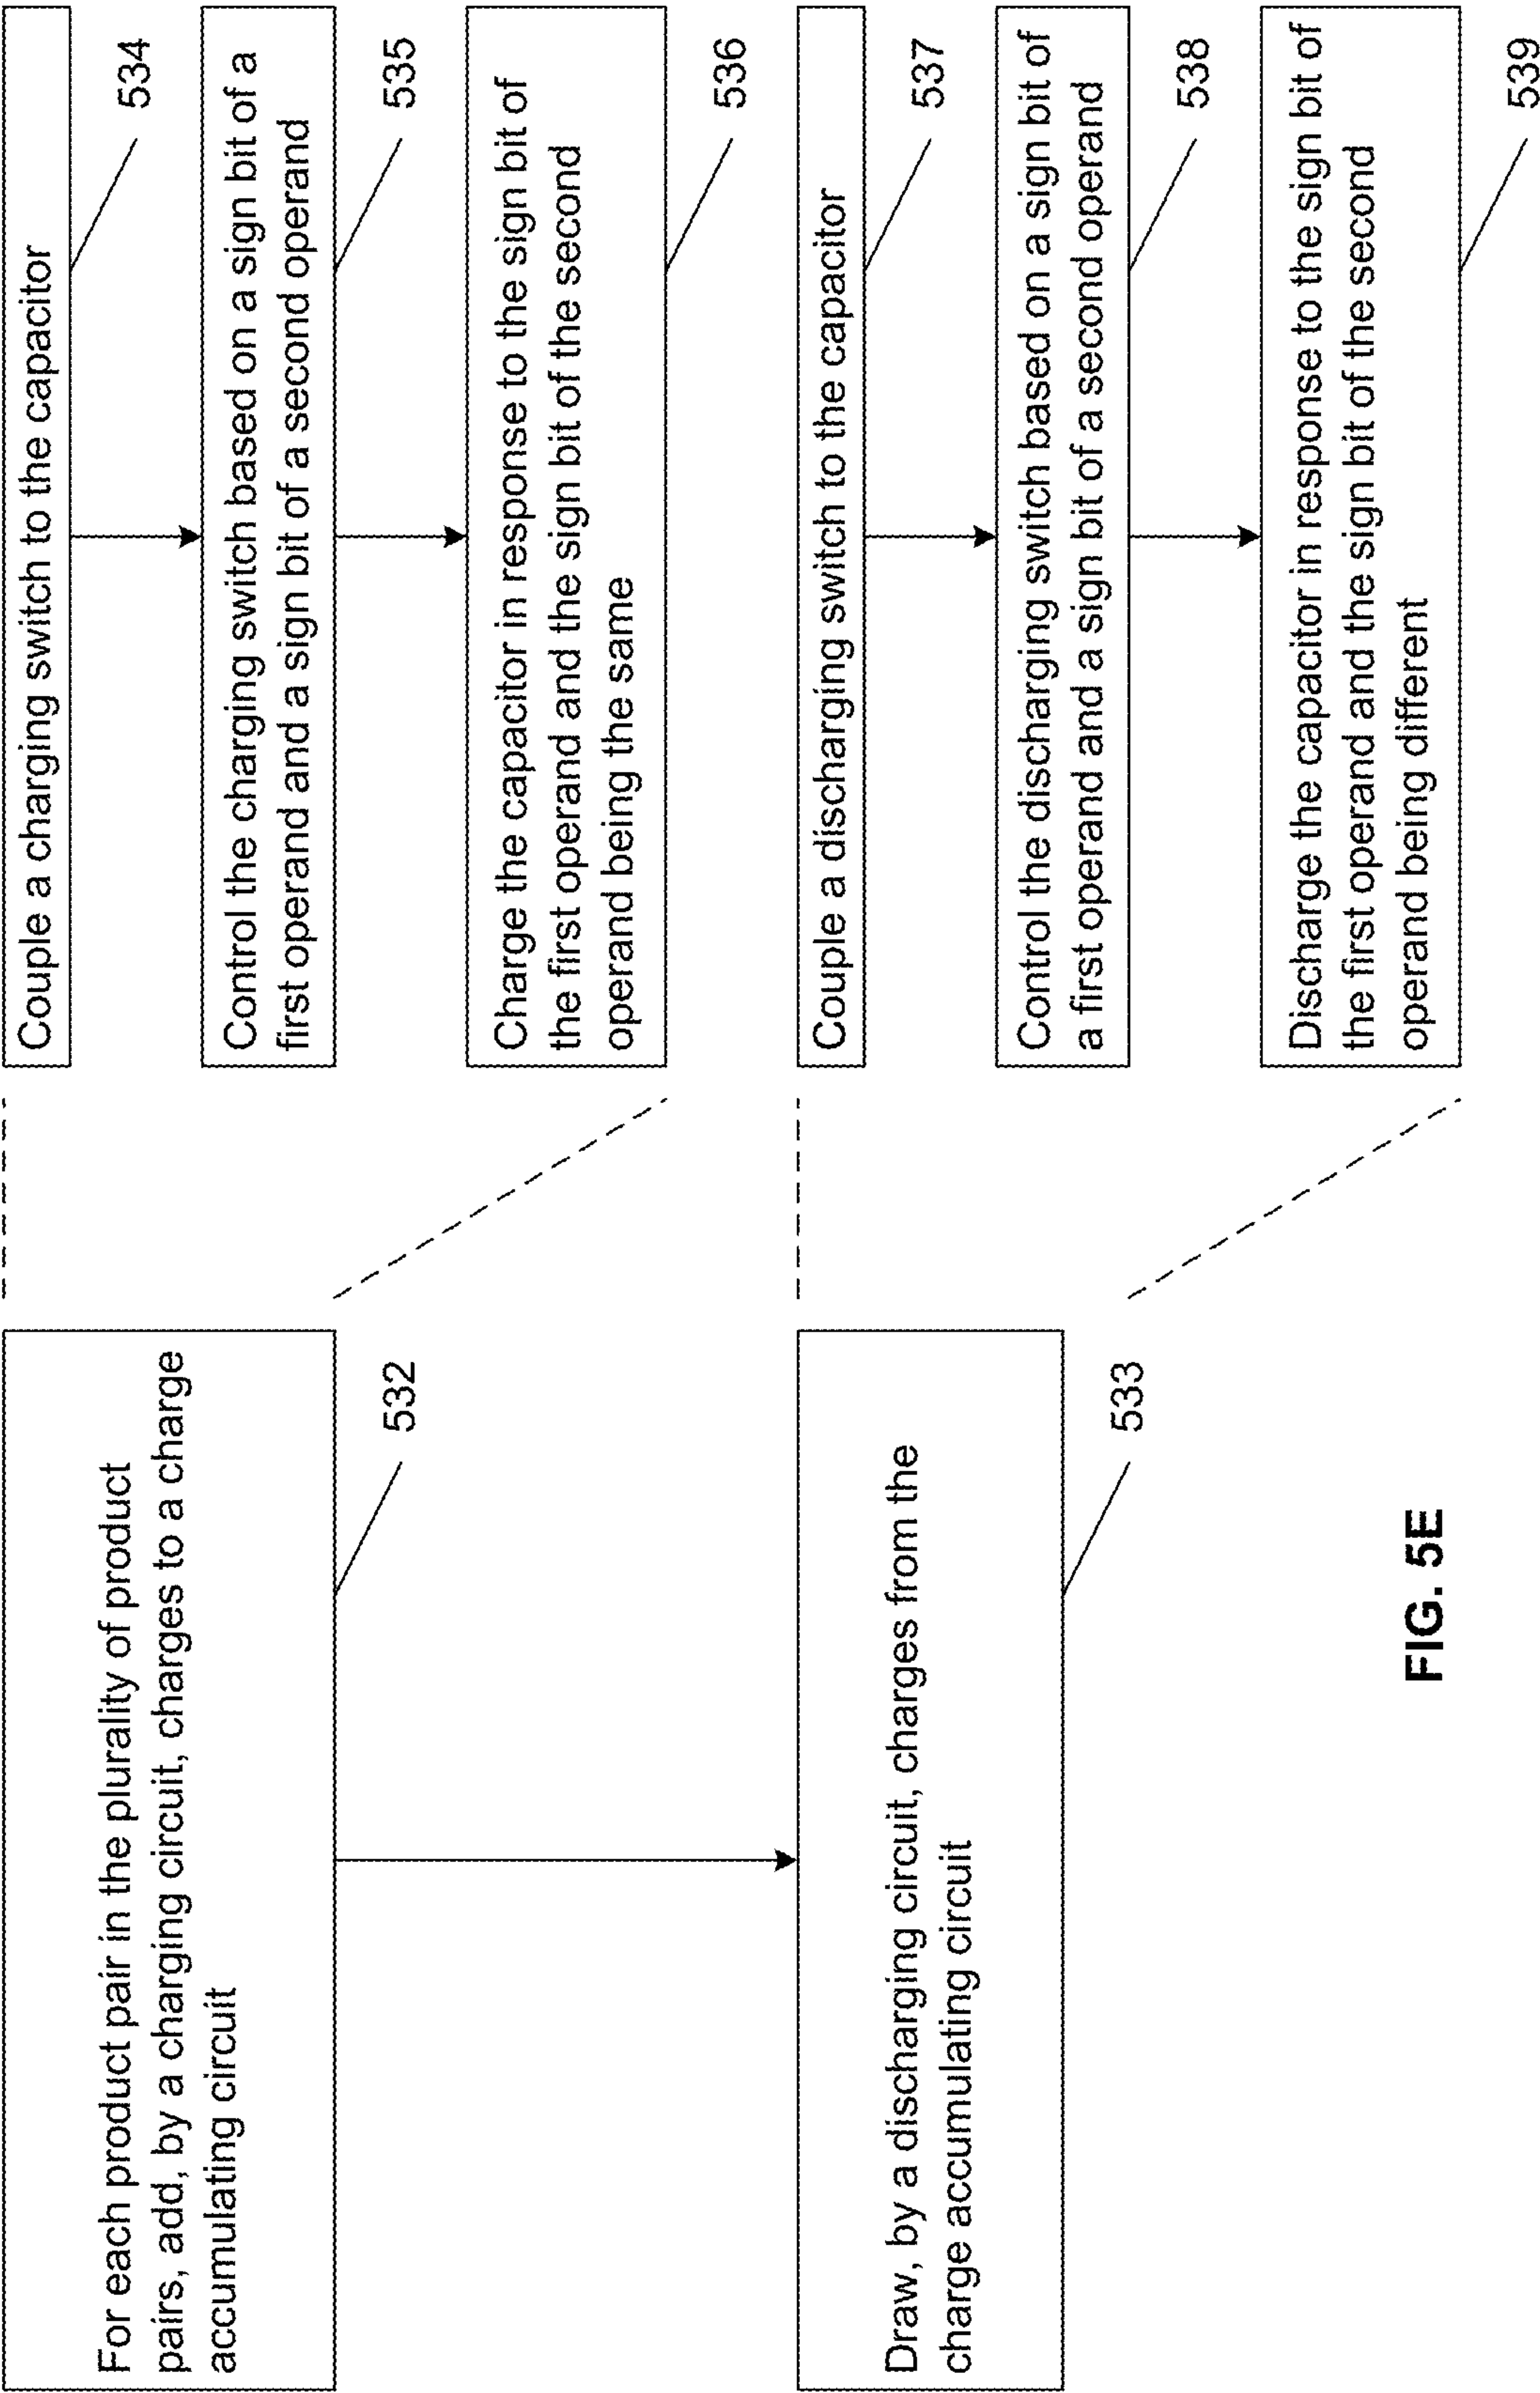 For each product pair in the plurality of product
pairs, add, by a charging circuit, charges to a charge
accumulating circuit
532
Draw, by a discharging circuit, charges from the
charge accumulating circuit
533
Couple a charging switch to the capacitor
534
Control the charging switch based on a sign bit of a
first operand and a sign bit of a second operand
535
Charge the capacitor in response to the sign bit of
the first operand and the sign bit of the second
operand being the same
536
Couple a discharging switch to the capacitor
537
Control the discharging switch based on a sign bit of
a first operand and a sign bit of a second operand
538
Discharge the capacitor in response to the sign bit of
the first operand and the sign bit of the second
operand being different
539
FIG. 5E